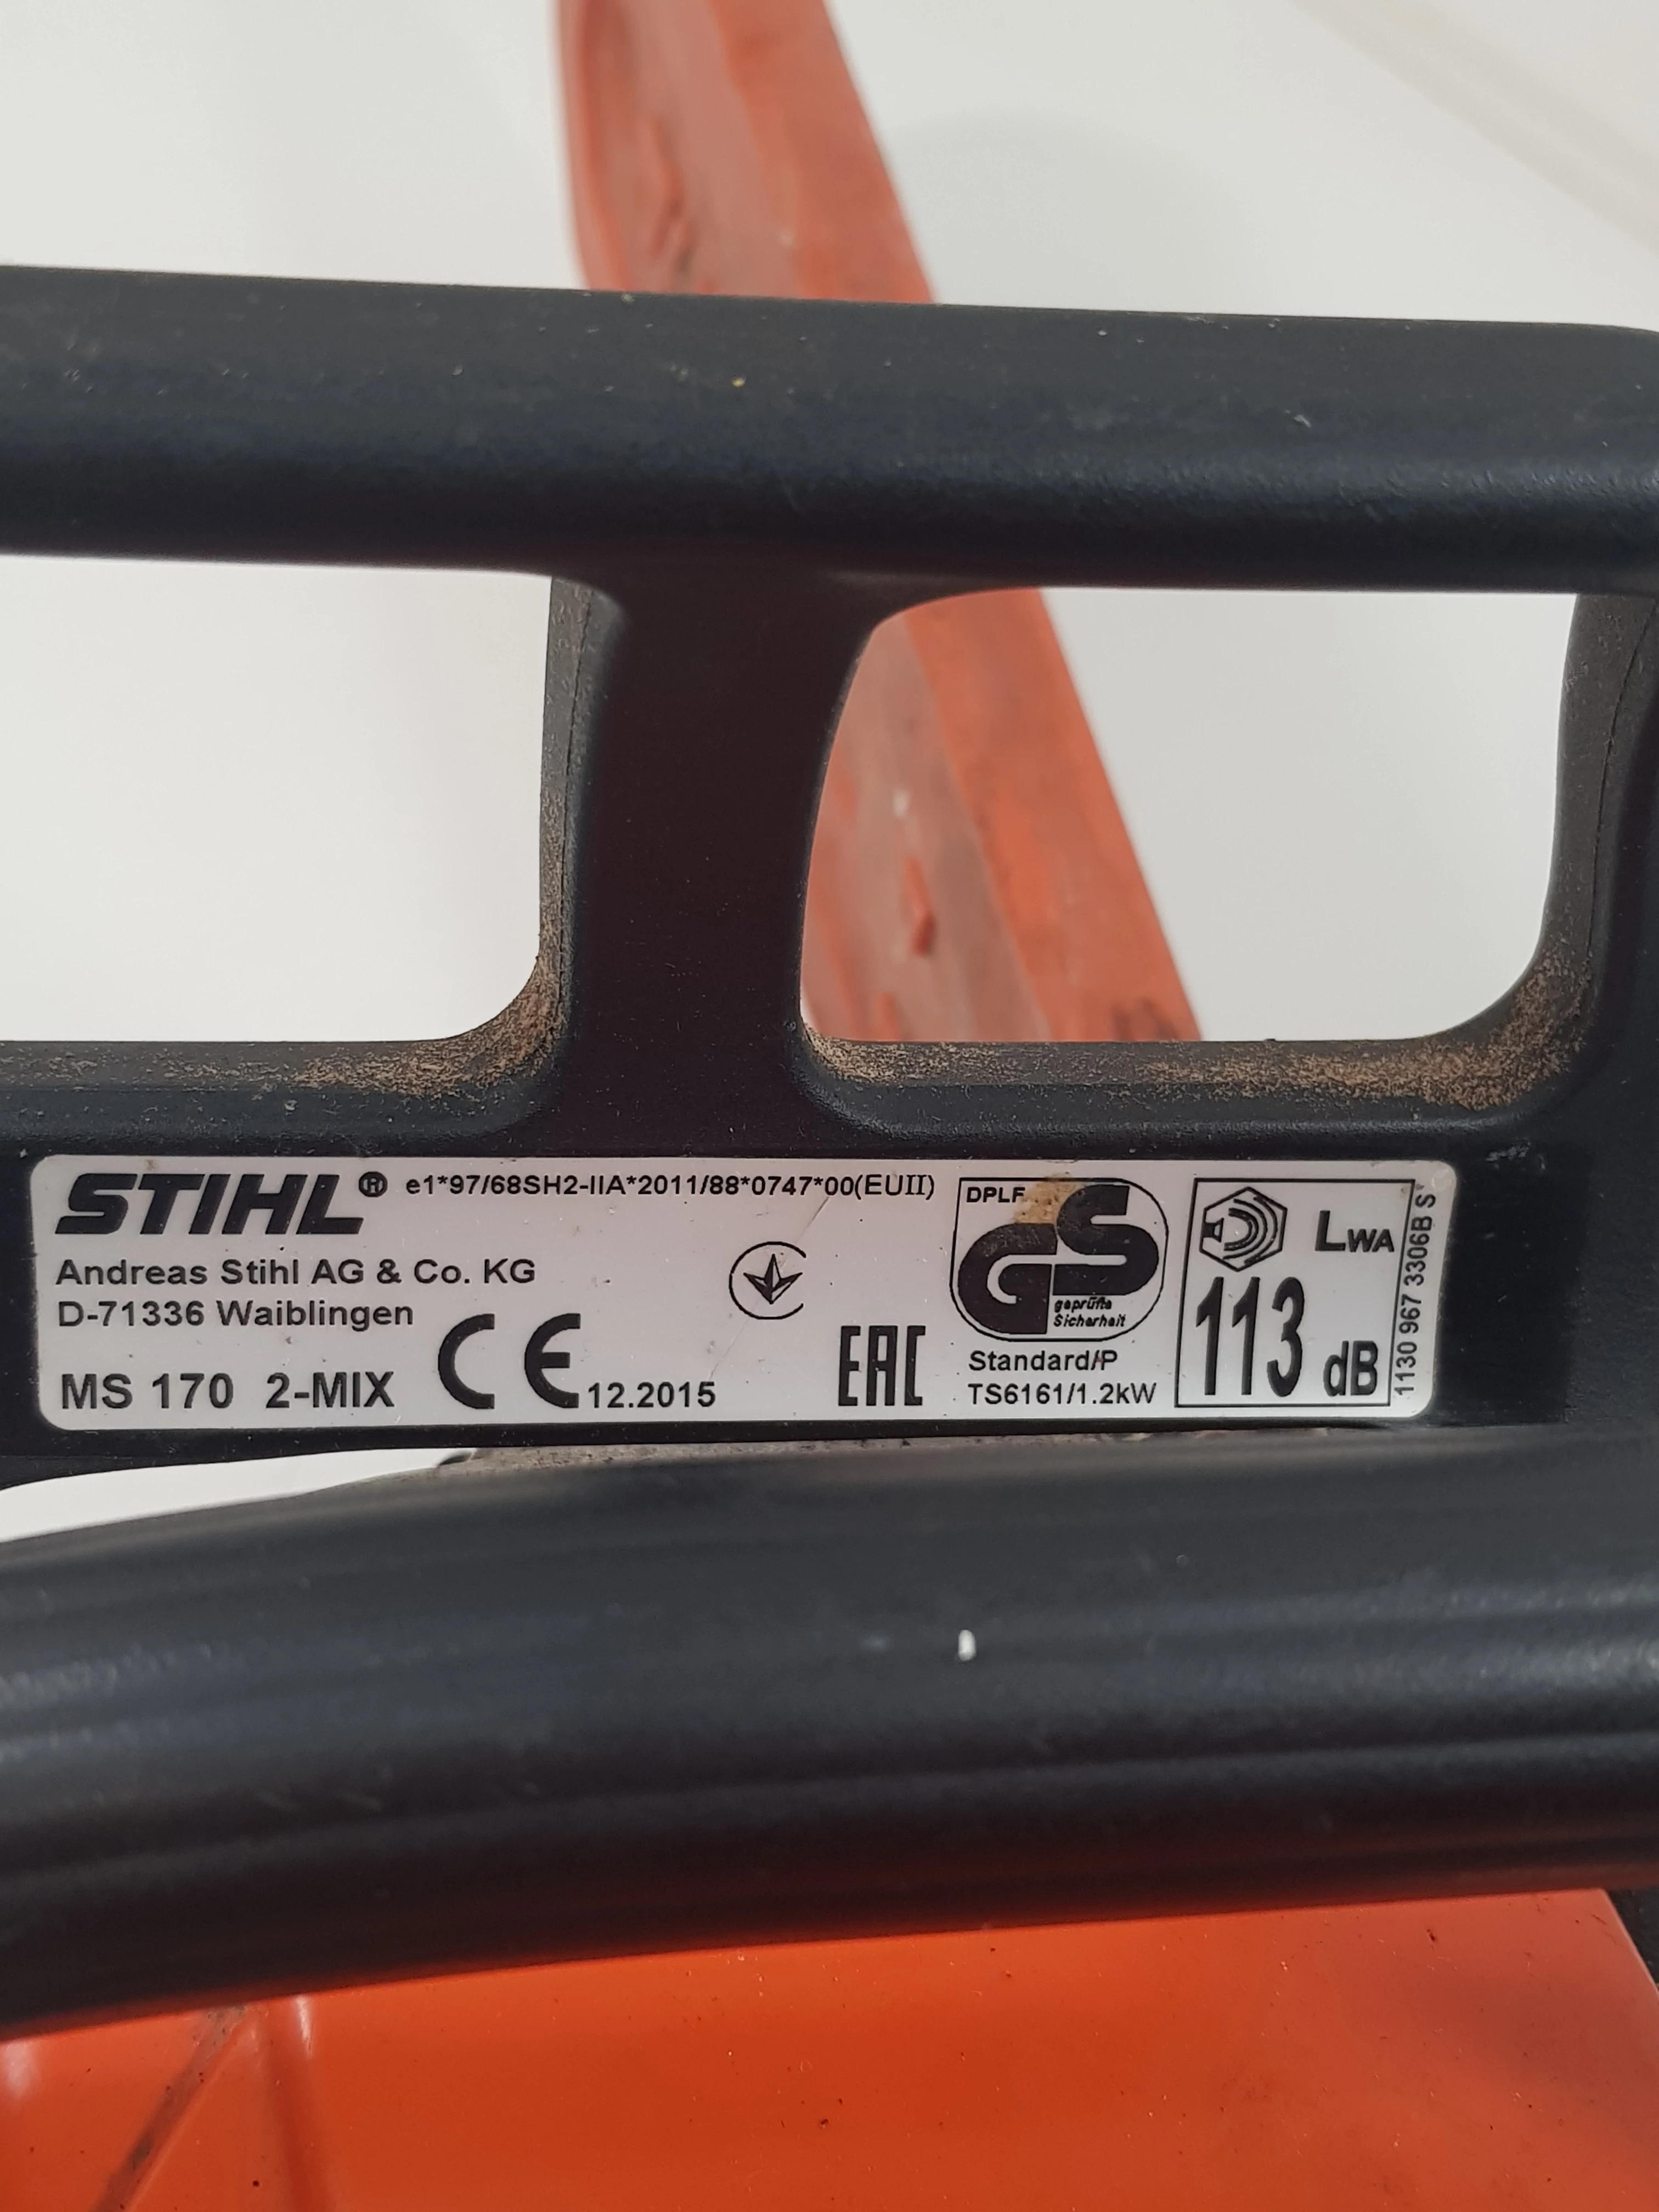 STIHL® e1*97/68SH2-IIA*2011/88*0747*00(EUII)
Andreas Stihl AG & Co. KG
D-71336 Waiblingen
MS 170 2-MIX CE 12.2015
EAC
DPLF
GS
geprüfte
Sicherheit
Standard/P
TS6161/1.2kW
LWA
113 dB
1130 967 3306B S